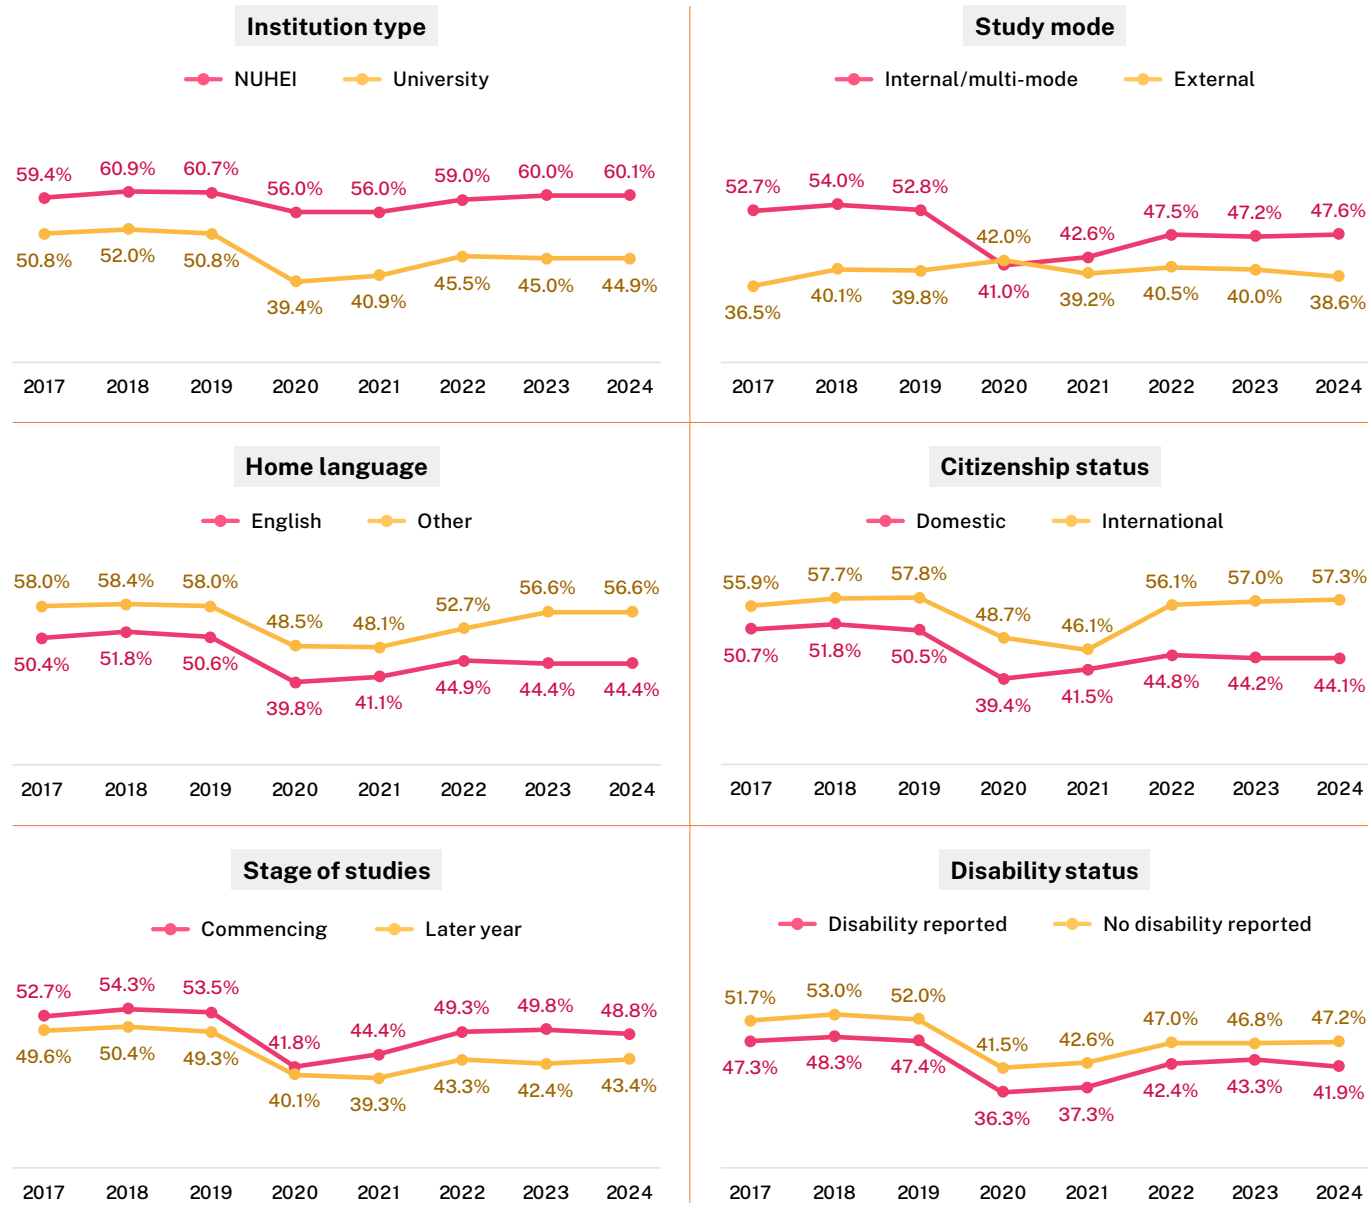 Institution type
NUHEI University
59.4% 60.9% 60.7% 56.0% 56.0% 59.0% 60.0% 60.1%
50.8% 52.0% 50.8% 39.4% 40.9% 45.5% 45.0% 44.9%
2017 2018 2019 2020 2021 2022 2023 2024
Study mode
Internal/multi-mode External
52.7% 54.0% 52.8% 41.0% 42.6% 47.5% 47.2% 47.6%
36.5% 40.1% 39.8% 42.0% 39.2% 40.5% 40.0% 38.6%
2017 2018 2019 2020 2021 2022 2023 2024
Home language
English Other
58.0% 58.4% 58.0% 48.5% 48.1% 52.7% 56.6% 56.6%
50.4% 51.8% 50.6% 39.8% 41.1% 44.9% 44.4% 44.4%
2017 2018 2019 2020 2021 2022 2023 2024
Citizenship status
Domestic International
55.9% 57.7% 57.8% 48.7% 46.1% 56.1% 57.0% 57.3%
50.7% 51.8% 50.5% 39.4% 41.5% 44.8% 44.2% 44.1%
2017 2018 2019 2020 2021 2022 2023 2024
Stage of studies
Commencing Later year
52.7% 54.3% 53.5% 41.8% 44.4% 49.3% 49.8% 48.8%
49.6% 50.4% 49.3% 40.1% 39.3% 43.3% 42.4% 43.4%
2017 2018 2019 2020 2021 2022 2023 2024
Disability status
Disability reported No disability reported
51.7% 53.0% 52.0% 41.5% 42.6% 47.0% 46.8% 47.2%
47.3% 48.3% 47.4% 36.3% 37.3% 42.4% 43.3% 41.9%
2017 2018 2019 2020 2021 2022 2023 2024